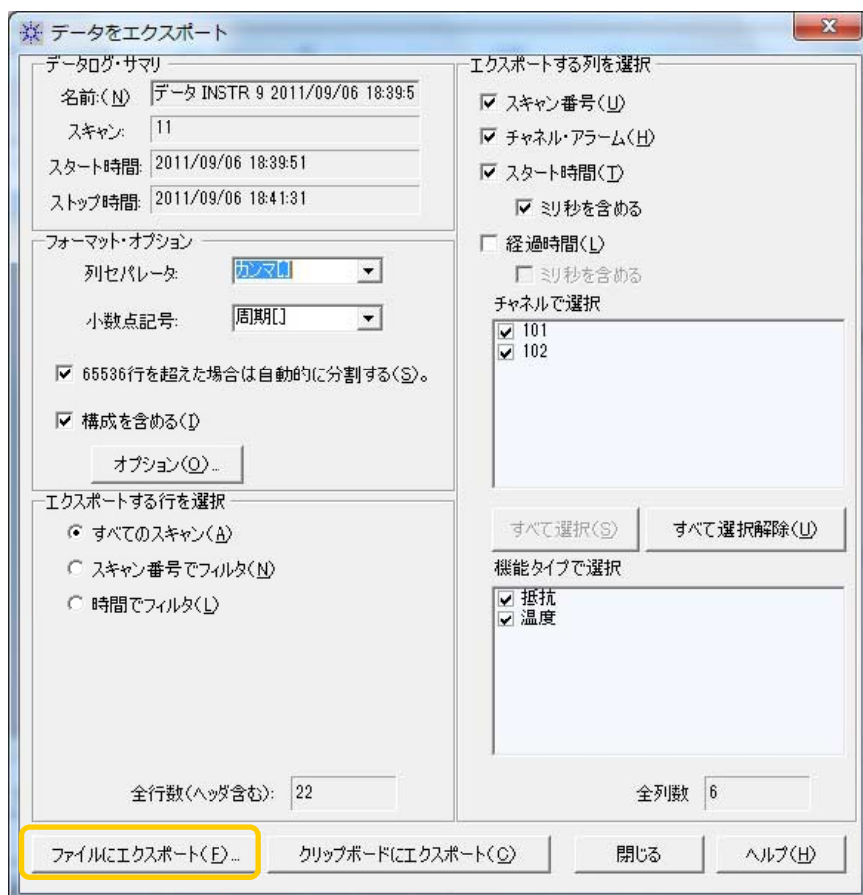 データをエクスポート
データログ・サマリ
名前:(N) データ INSTR 9 2011/09/06 18:39:5
スキャン: 11
スタート時間: 2011/09/06 18:39:51
ストップ時間: 2011/09/06 18:41:31
フォーマット・オプション
列セパレータ: カンマ[,]
小数点記号: 周期[.]
65536行を超えた場合は自動的に分割する(S)。
構成を含める(I)
オプション(O)...
エクスポートする行を選択
すべてのスキャン(A)
スキャン番号でフィルタ(N)
時間でフィルタ(L)
全行数(ヘッダ含む): 22
エクスポートする列を選択
スキャン番号(U)
チャネル・アラーム(H)
スタート時間(T)
ミリ秒を含める
経過時間(L)
ミリ秒を含める
チャネルで選択
101
102
すべて選択(S) すべて選択解除(U)
機能タイプで選択
抵抗
温度
全列数 6
ファイルにエクスポート(F)... クリップボードにエクスポート(C) 閉じる ヘルプ(H)